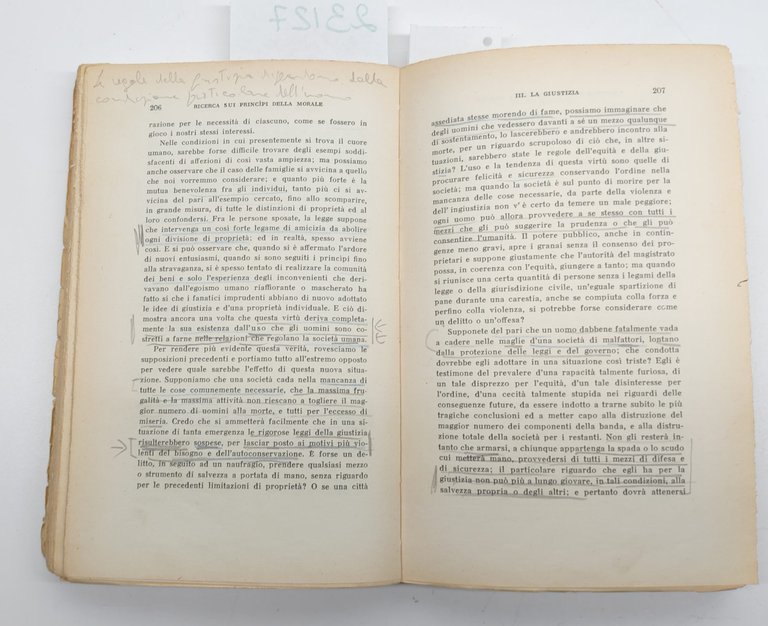 23127
Le regole della giustizia dipendono dalla
condizione particolare dell'uomo
206 RICERCA SUI PRINCÌPI DELLA MORALE
razione per le necessità di ciascuno, come se fossero in
gioco i nostri stessi interessi.
Nelle condizioni in cui presentemente si trova il cuore
umano, sarebbe forse difficile trovare degli esempi soddi-
sfacenti di affezioni di così vasta ampiezza; ma possiamo
anche osservare che il caso delle famiglie si avvicina a quello
che noi vorremmo considerare; e quanto più forte è la
mutua benevolenza fra gli individui, tanto più ci si av-
vicina del pari all'esempio cercato, fino allo scomparire,
in grande misura, di tutte le distinzioni di proprietà ed al
loro confondersi. Fra le persone sposate, la legge suppone
che intervenga un così forte legame di amicizia da abolire
ogni divisione di proprietà: ed in realtà, spesso avviene
così. E si può osservare che, quando si è affermato l'ardore
di nuovi entusiasmi, quando si sono seguiti i princìpi fino
alla stravaganza, si è spesso tentato di realizzare la comunità
dei beni e solo l'esperienza degli inconvenienti che deri-
vavano dall'egoismo umano riaffiorante o mascherato ha
fatto sì che i fanatici imprudenti abbiano di nuovo adottato
le idee di giustizia e d'una proprietà individuale. E ciò di-
mostra ancora una volta che questa virtù deriva completa-
mente la sua esistenza dall'uso che gli uomini sono co-
stretti a farne nelle relazioni che regolano la società umana.
Per rendere più evidente questa verità, rovesciamo le
supposizioni precedenti e portiamo tutto all'estremo opposto
per vedere quale sarebbe l'effetto di questa nuova situa-
zione. Supponiamo che una società cada nella mancanza di
tutte le cose comunemente necessarie, che la massima fru-
galità e la massima attività non riescano a togliere il mag-
gior numero di uomini alla morte, e tutti per l'eccesso di
miseria. Credo che si ammetterà facilmente che in una si-
tuazione di tanta emergenza le rigorose leggi della giustizia
risulterebbero sospese, per lasciar posto ai motivi più vio-
lenti del bisogno e dell'autoconservazione. È forse un de-
litto, in seguito ad un naufragio, prendere qualsiasi mezzo
o strumento di salvezza a portata di mano, senza riguardo
per le precedenti limitazioni di proprietà? O se una città
III. LA GIUSTIZIA 207
assediata stesse morendo di fame, possiamo immaginare che
degli uomini che vedessero davanti a sé un mezzo qualunque
di sostentamento, lo lascerebbero e andrebbero incontro alla
morte, per un riguardo scrupoloso di ciò che, in altre si-
tuazioni, sarebbero state le regole dell'equità e della giu-
stizia? L'uso e la tendenza di questa virtù sono quelle di
procurare felicità e sicurezza conservando l'ordine nella
società; ma quando la società è sul punto di morire per la
mancanza delle cose necessarie, da parte della violenza e
dell'ingiustizia non v'è certo da temere un male peggiore;
ogni uomo può allora provvedere a se stesso con tutti i
mezzi che gli può suggerire la prudenza o che gli può
consentire l'umanità. Il potere pubblico, anche in contin-
genze meno gravi, apre i granai senza il consenso dei pro-
prietari e suppone giustamente che l'autorità del magistrato
possa, in coerenza con l'equità, giungere a tanto; ma quando
si riunisce una certa quantità di persone senza i legami della
legge o della giurisdizione civile, un'eguale spartizione di
pane durante una carestia, anche se compiuta colla forza e
perfino colla violenza, si potrebbe forse considerare come
un delitto o un'offesa?
Supponete del pari che un uomo dabbene fatalmente vada
a cadere nelle maglie d'una società di malfattori, lontano
dalla protezione delle leggi e del governo; che condotta
dovrebbe egli adottare in una situazione così triste? Egli è
testimone del prevalere d'una rapacità talmente furiosa, di
un tale disprezzo per l'equità, d'un tale disinteresse per
l'ordine, d'una cecità talmente stupida nei riguardi delle
conseguenze future, da essere indotto a trarne subito le più
tragiche conclusioni ed a metter capo alla distruzione del
maggior numero dei componenti della banda, e alla distru-
zione totale della società per i restanti. Non gli resterà in-
tanto che armarsi, a chiunque appartenga la spada o lo scudo
cui metterà mano, provvedersi di tutti i mezzi di difesa e
di sicurezza; il particolare riguardo che egli ha per la
giustizia non può più a lungo giovare, in tali condizioni, alla
salvezza propria o degli altri; e pertanto dovrà attenersi